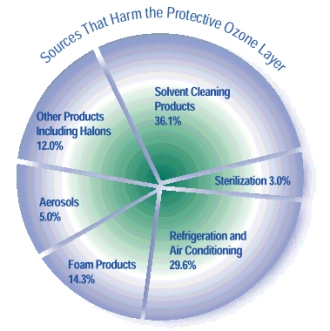 Sources That Harm the Protective Ozone Layer
Solvent Cleaning
Products
36.1%
Other Products
Including Halons
12.0%
Sterilization 3.0%
Aerosols
5.0%
Refrigeration and
Air Conditioning
29.6%
Foam Products
14.3%